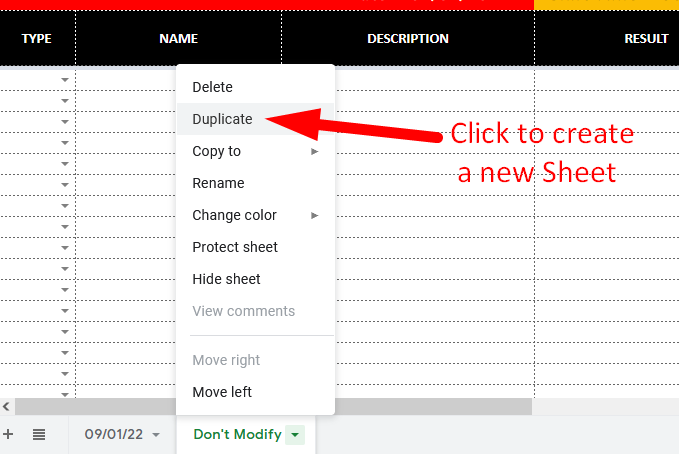 TYPE NAME DESCRIPTION RESULT
Delete
Duplicate
Click to create
a new Sheet
Copy to
Rename
Change color
Protect sheet
Hide sheet
View comments
Move right
Move left
09/01/22 Don't Modify